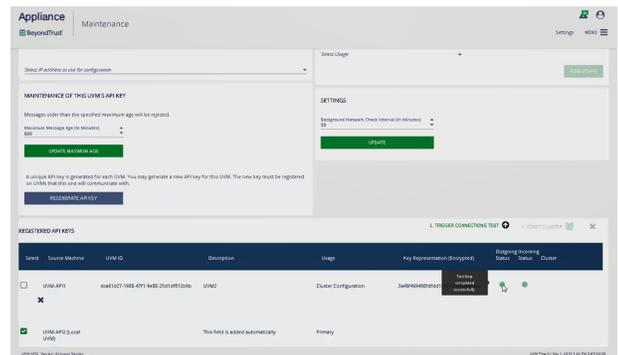 Appliance
BeyondTrust
Maintenance
Settings
MENU
Select IP address to use for configuration
Select Usage
MAINTENANCE OF THIS UVM'S API KEY
Messages older than the specified maximum age will be rejected.
Maximum Message Age (In Minutes)
UPDATE MAXIMUM AGE
A unique API key is generated for each UVM. You may generate a new API key for this UVM. The new key must be registered
on UVMs that this one will communicate with.
REGENERATE API KEY
SETTINGS
Background Network Check Interval (In Minutes)
59
UPDATE
REGISTERED API KEYS
1. TRIGGER CONNECTIONS TEST
2. START CLUSTER
Select
Source Machine
UVM ID
Description
Usage
Key Representation (Encrypted)
Outgoing Status
Incoming Status
Cluster
UVM-API1
UVM2
Cluster Configuration
Test loop
completed
successfully
UVM-API2 (Local
UVM)
This field is added automatically
Primary